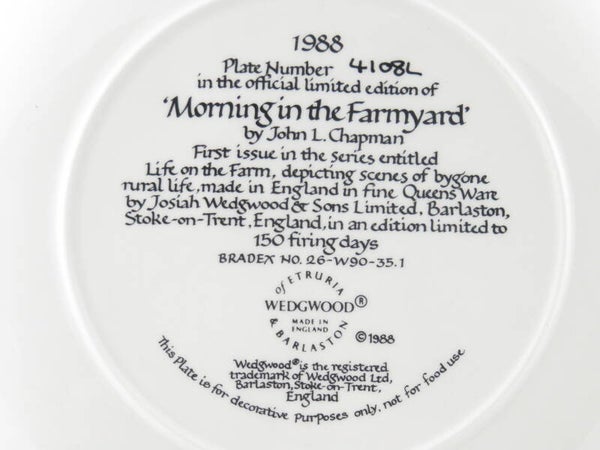 1988
Plate Number 4108L
in the official limited edition of
'Morning in the Farmyard'
by John L. Chapman
First issue in the series entitled
Life on the Farm, depicting scenes of bygone
rural life, made in England in fine Queens Ware
by Josiah Wedgwood & Sons Limited, Barlaston,
Stoke-on-Trent, England, in an edition limited to
150 firing days
BRADEX NO. 26-W90-35.1
of ETRURIA
WEDGWOOD®
MADE IN
ENGLAND
& BARLASTON
©1988
Wedgwood® is the registered
trademark of Wedgwood Ltd,
Barlaston, Stoke-on-Trent,
England
This Plate is for decorative purposes only, not for food use